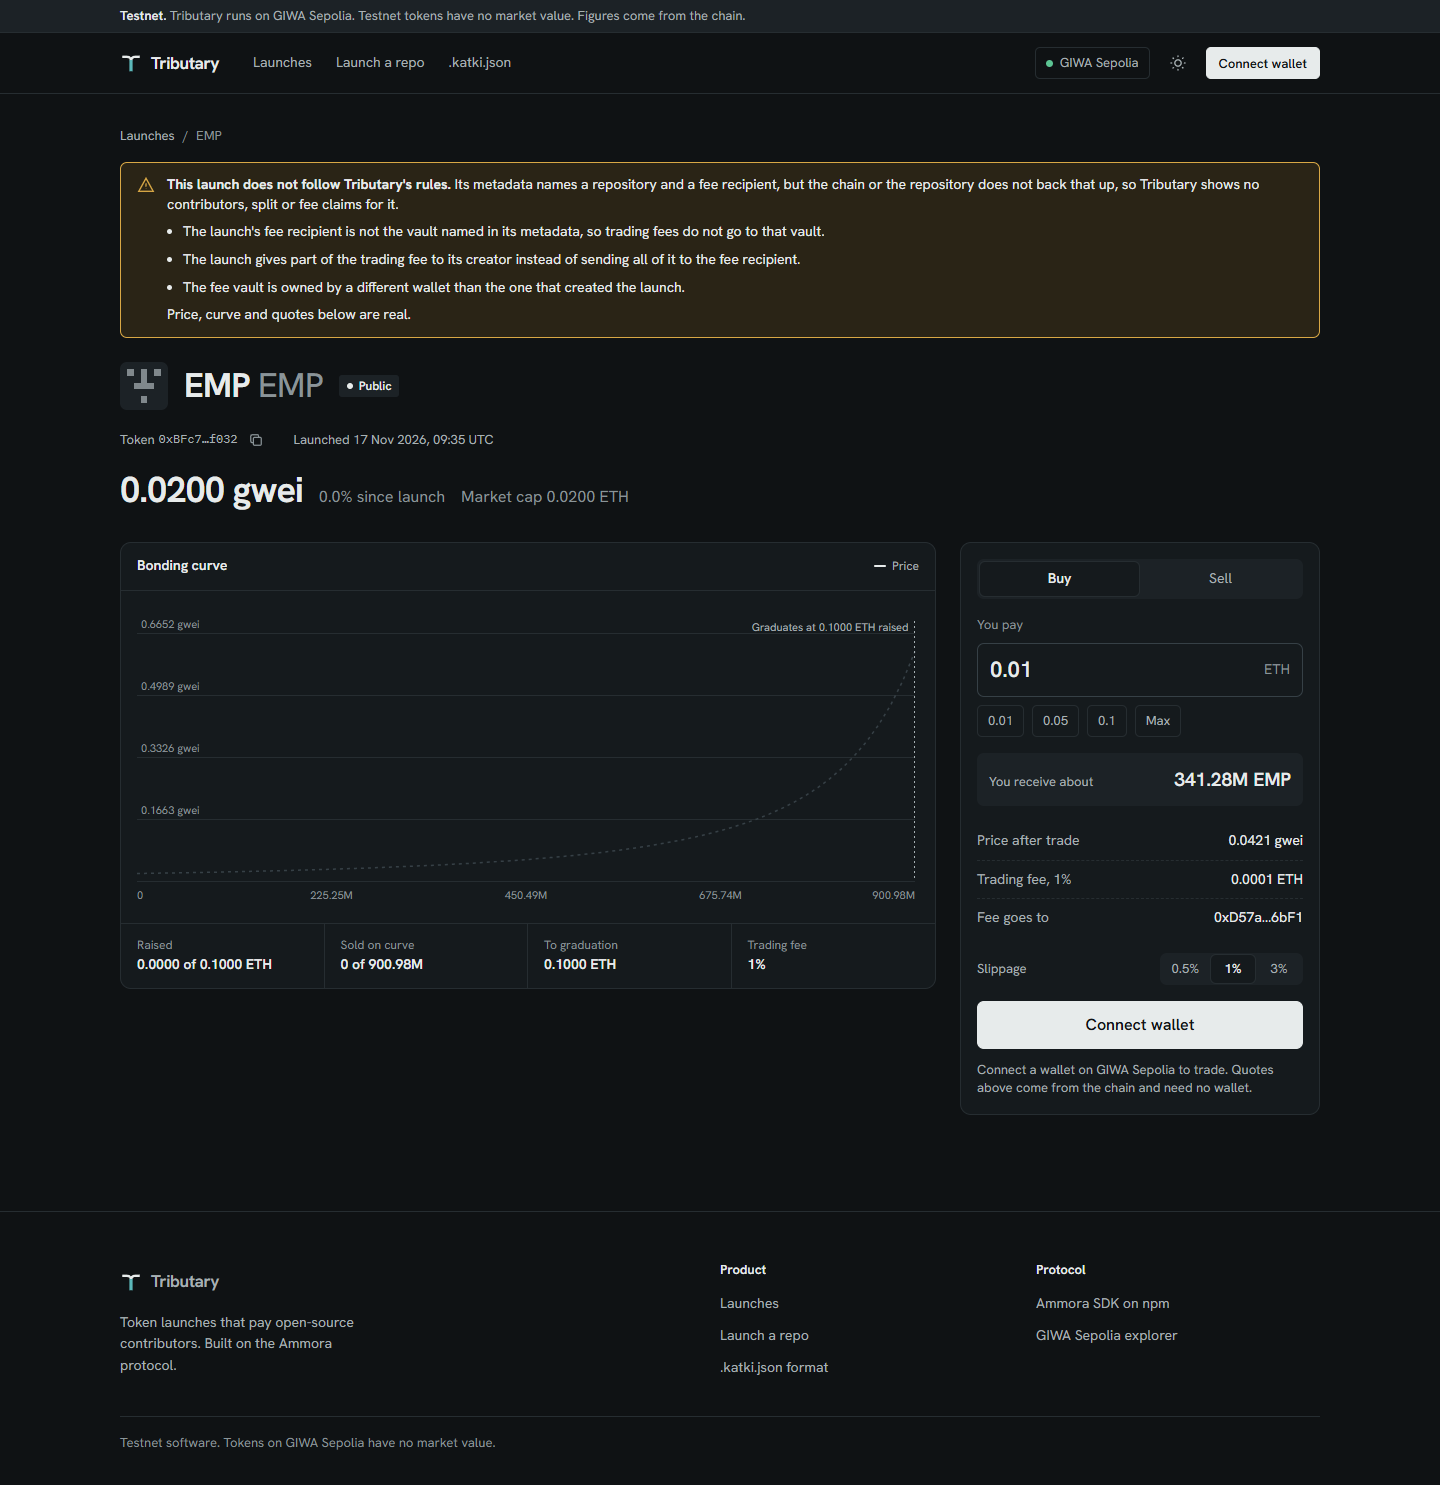 Testnet. Tributary runs on GIWA Sepolia. Testnet tokens have no market value. Figures come from the chain.
Tributary
Launches
Launch a repo
.katki.json
GIWA Sepolia
Connect wallet
Launches / EMP
This launch does not follow Tributary's rules. Its metadata names a repository and a fee recipient, but the chain or the repository does not back that up, so Tributary shows no
contributors, split or fee claims for it.
The launch's fee recipient is not the vault named in its metadata, so trading fees do not go to that vault.
The launch gives part of the trading fee to its creator instead of sending all of it to the fee recipient.
The fee vault is owned by a different wallet than the one that created the launch.
Price, curve and quotes below are real.
EMP EMP
Public
Token 0xBFc7…f032
Launched 17 Nov 2026, 09:35 UTC
0.0200 gwei
0.0% since launch
Market cap 0.0200 ETH
Bonding curve
Price
0.6652 gwei
Graduates at 0.1000 ETH raised
0.4989 gwei
0.3326 gwei
0.1663 gwei
0
225.25M
450.49M
675.74M
900.98M
Raised
0.0000 of 0.1000 ETH
Sold on curve
0 of 900.98M
To graduation
0.1000 ETH
Trading fee
1%
Buy
Sell
You pay
0.01
ETH
0.01
0.05
0.1
Max
You receive about
341.28M EMP
Price after trade
0.0421 gwei
Trading fee, 1%
0.0001 ETH
Fee goes to
0xD57a…6bF1
Slippage
0.5%
1%
3%
Connect wallet
Connect a wallet on GIWA Sepolia to trade. Quotes
above come from the chain and need no wallet.
Tributary
Token launches that pay open-source
contributors. Built on the Ammora
protocol.
Product
Launches
Launch a repo
.katki.json format
Protocol
Ammora SDK on npm
GIWA Sepolia explorer
Testnet software. Tokens on GIWA Sepolia have no market value.